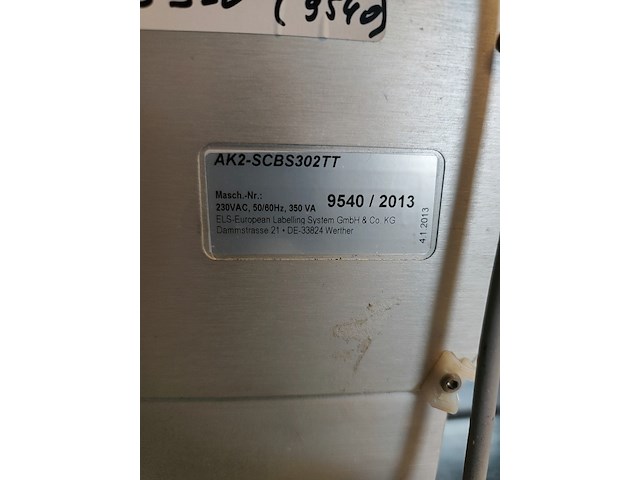 (9540)
AK2-SCBS302TT
Masch.-Nr.: 9540 / 2013
230VAC, 50/60Hz, 350 VA
ELS-European Labelling System GmbH & Co. KG
Dammstrasse 21 • DE-33824 Werther
4.1 2013